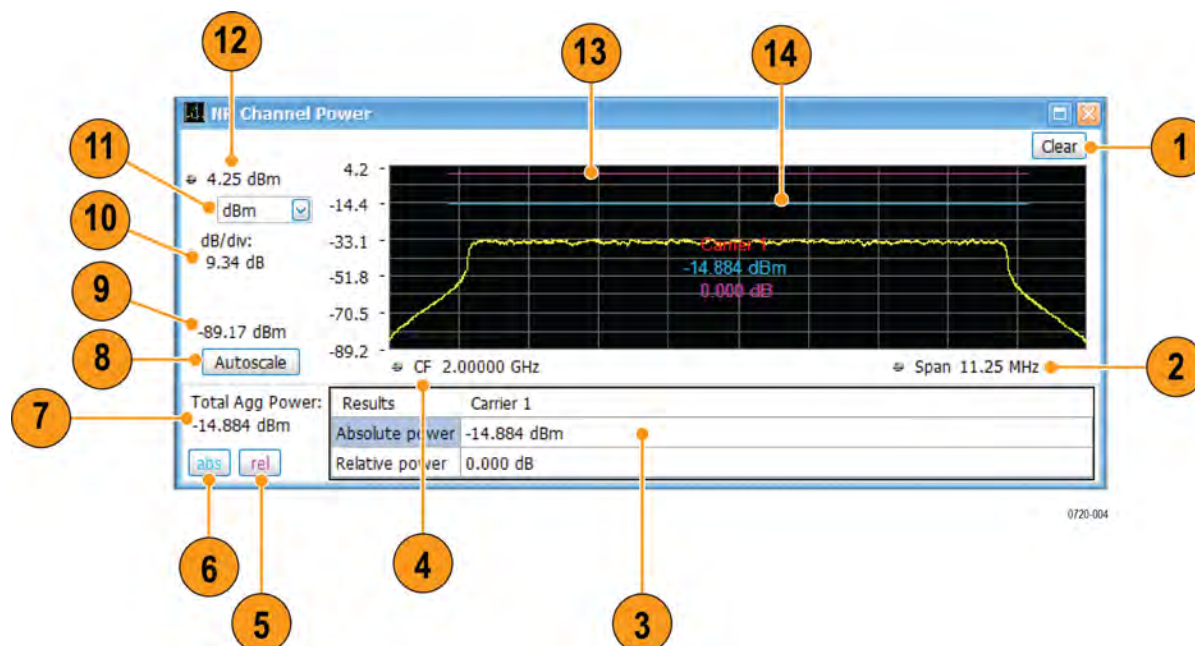 12
13
14
NR Channel Power
11
Clear
1
4.25 dBm
4.2
dBm
-14.4
10
dB/div:
9.34 dB
-33.1
Carrier 1
-14.884 dBm
0.000 dB
-51.8
9
-70.5
-89.17 dBm
8
Autoscale
-89.2
CF 2.00000 GHz
Span 11.25 MHz
2
7
Total Agg Power:
-14.884 dBm
Results Carrier 1
Absolute power -14.884 dBm
Relative power 0.000 dB
abs rel
0720-004
6
5
4
3